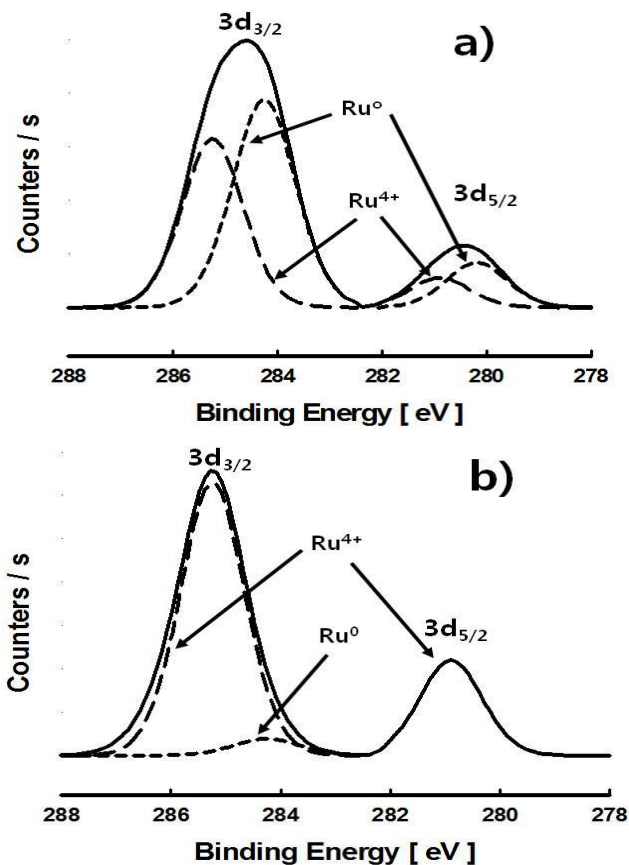 3d3/2
a)
Ru°
3d5/2
Ru4+
Counters / s
288 286 284 282 280 278
Binding Energy [ eV ]
3d3/2
b)
Ru4+
Ru0
3d5/2
Counters / s
288 286 284 282 280 278
Binding Energy [ eV ]